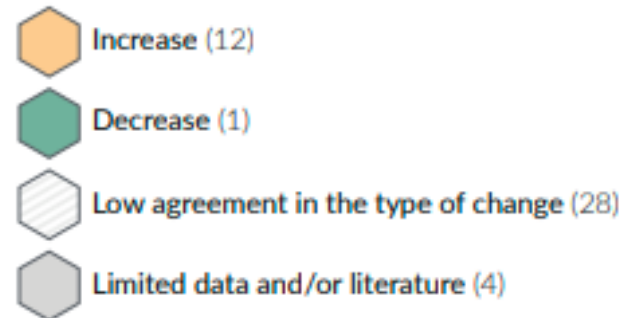 Increase (12)
Decrease (1)
Low agreement in the type of change (28)
Limited data and/or literature (4)